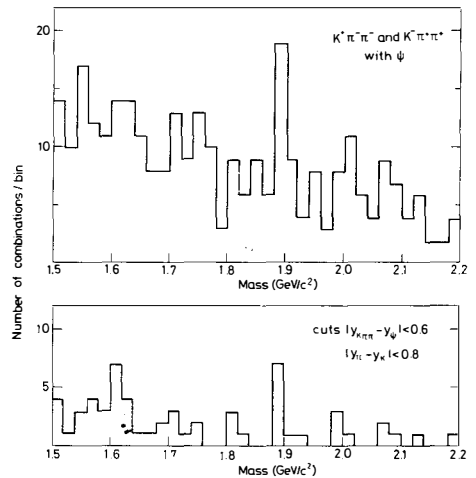 20
K⁺π⁻π⁻ and K⁻π⁺π⁺
with ψ
10
1.5 1.6 1.7 1.8 1.9 2.0 2.1 2.2
Mass (GeV/c²)
Number of combinations / bin
10
cuts |y_Kππ − y_ψ| < 0.6
|y_π − y_K| < 0.8
5
1.5 1.6 1.7 1.8 1.9 2.0 2.1 2.2
Mass (GeV/c²)